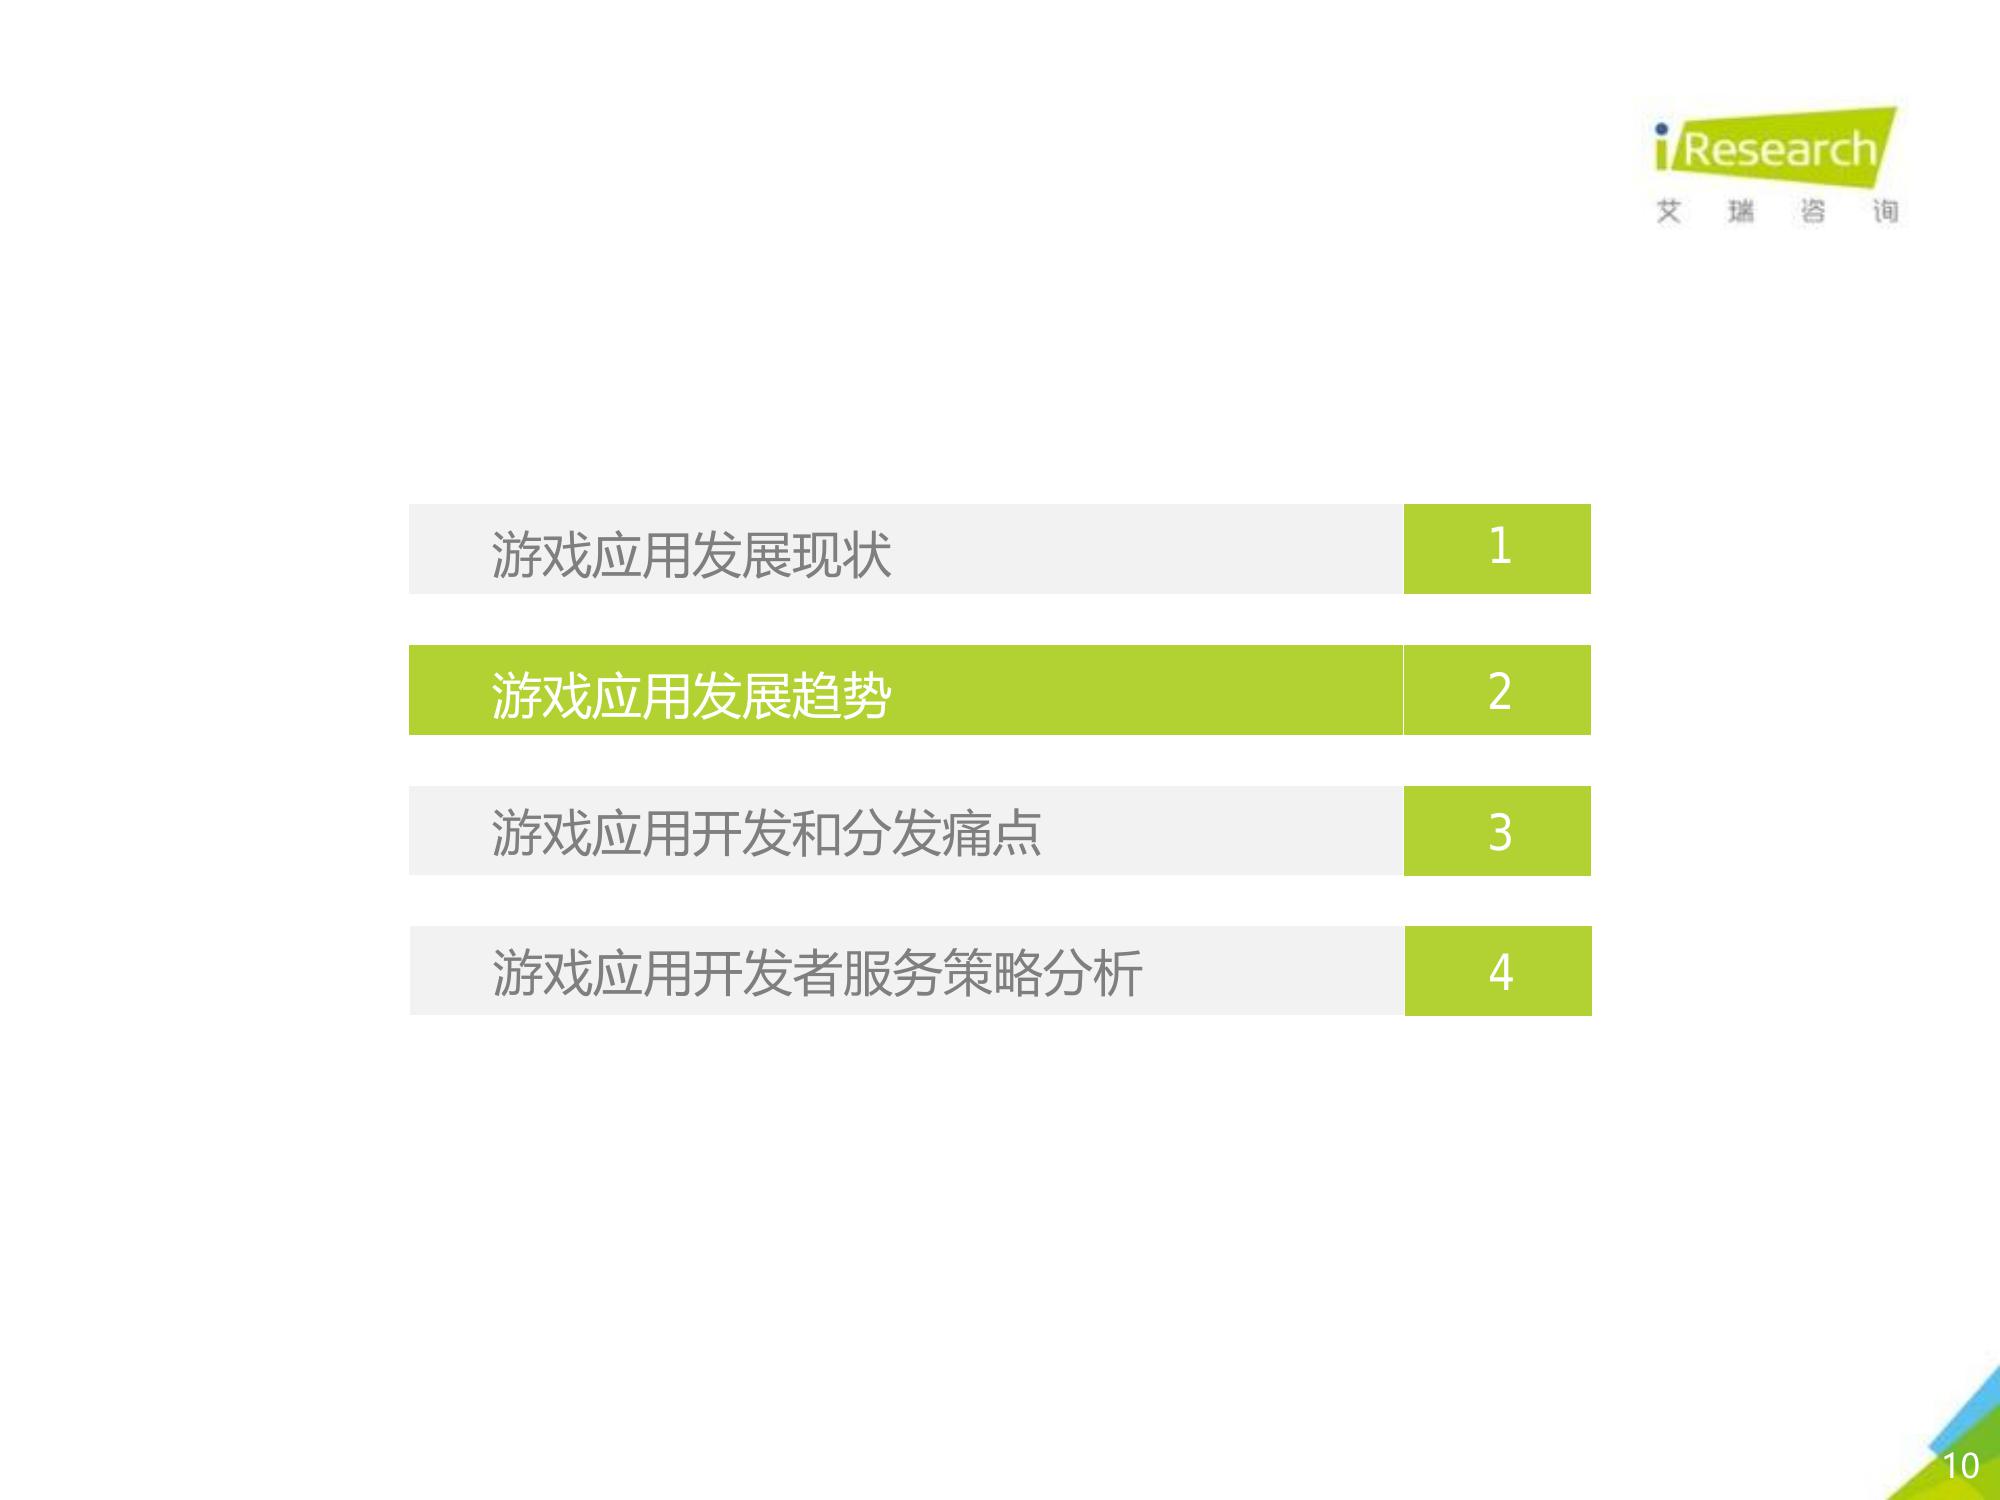 iResearch
艾瑞咨询
游戏应用发展现状 1
游戏应用发展趋势 2
游戏应用开发和分发痛点 3
游戏应用开发者服务策略分析 4
10